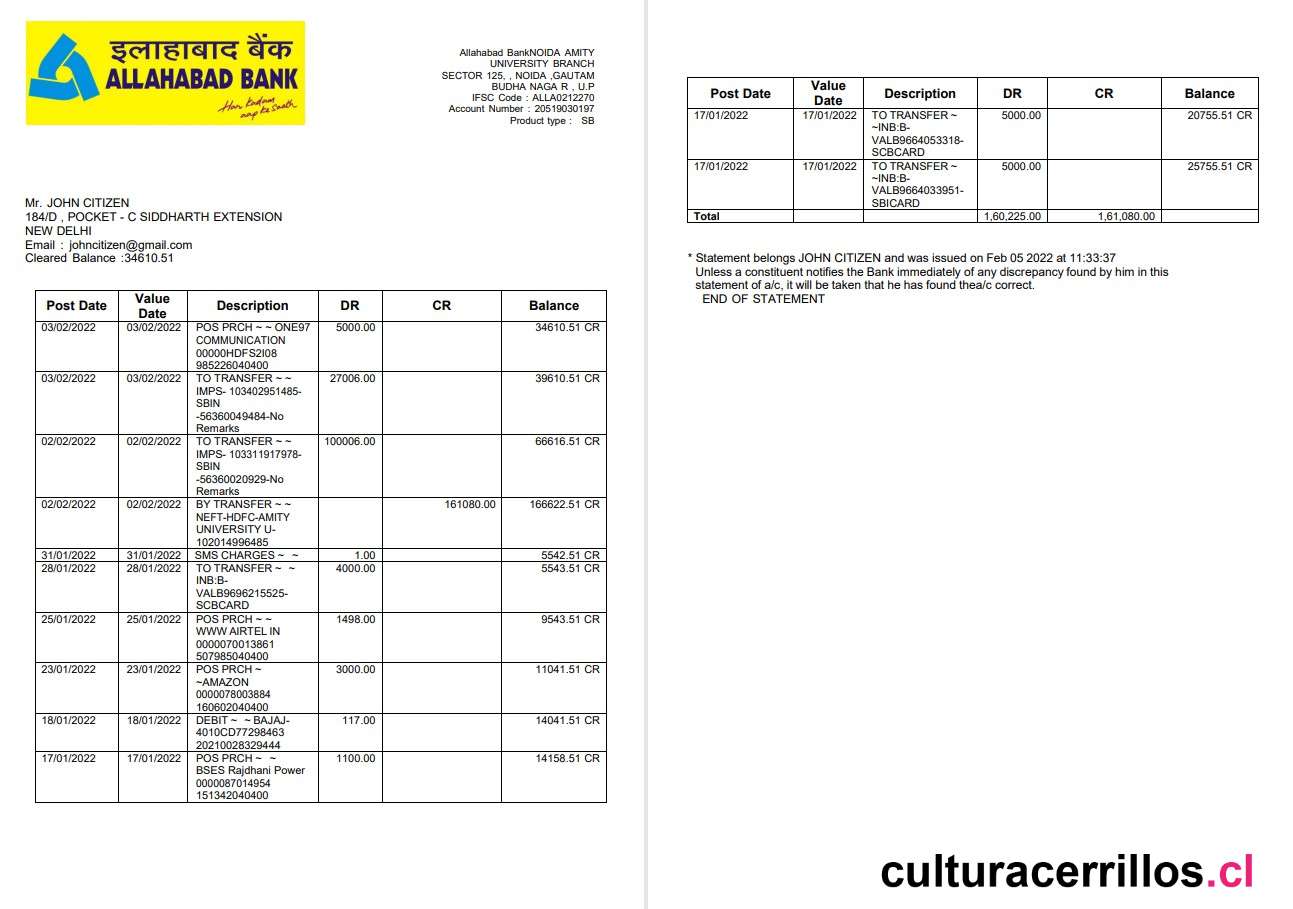 इलाहाबाद बैंक
ALLAHABAD BANK
Har kadam
aap ke saath
Allahabad BankNOIDA AMITY
UNIVERSITY BRANCH
SECTOR 125, , NOIDA ,GAUTAM
BUDHA NAGA R , U.P
IFSC Code : ALLA0212270
Account Number : 20519030197
Product type : SB
Mr. JOHN CITIZEN
184/D , POCKET - C SIDDHARTH EXTENSION
NEW DELHI
Email : johncitizen@gmail.com
Cleared Balance :34610.51
Post Date Value Date Description DR CR Balance
03/02/2022 03/02/2022 POS PRCH ~ ~ ONE97 5000.00 34610.51 CR
COMMUNICATION
00000HDFS2I08
985226040400
03/02/2022 03/02/2022 TO TRANSFER ~ ~ 27006.00 39610.51 CR
IMPS- 103402951485-
SBIN
-56360049484-No
Remarks
02/02/2022 02/02/2022 TO TRANSFER ~ ~ 100006.00 66616.51 CR
IMPS- 103311917978-
SBIN
-56360020929-No
Remarks
02/02/2022 02/02/2022 BY TRANSFER ~ ~ 161080.00 166622.51 CR
NEFT-HDFC-AMITY
UNIVERSITY U-
102014996485
31/01/2022 31/01/2022 SMS CHARGES ~ ~ 1.00 5542.51 CR
28/01/2022 28/01/2022 TO TRANSFER ~ ~ 4000.00 5543.51 CR
INB:B-
VALB9696215525-
SCBCARD
25/01/2022 25/01/2022 POS PRCH ~ ~ 1498.00 9543.51 CR
WWW AIRTEL IN
0000070013861
507985040400
23/01/2022 23/01/2022 POS PRCH ~ 3000.00 11041.51 CR
~AMAZON
0000078003884
160602040400
18/01/2022 18/01/2022 DEBIT ~ ~ BAJAJ- 117.00 14041.51 CR
4010CD77298463
20210028329444
17/01/2022 17/01/2022 POS PRCH ~ ~ 1100.00 14158.51 CR
BSES Rajdhani Power
0000087014954
151342040400
Post Date Value Date Description DR CR Balance
17/01/2022 17/01/2022 TO TRANSFER ~ 5000.00 20755.51 CR
~INB:B-
VALB9664053318-
SCBCARD
17/01/2022 17/01/2022 TO TRANSFER ~ 5000.00 25755.51 CR
~INB:B-
VALB9664033951-
SBICARD
Total 1,60,225.00 1,61,080.00
* Statement belongs JOHN CITIZEN and was issued on Feb 05 2022 at 11:33:37
Unless a constituent notifies the Bank immediately of any discrepancy found by him in this
statement of a/c, it will be taken that he has found thea/c correct.
END OF STATEMENT
culturacerrillos.cl